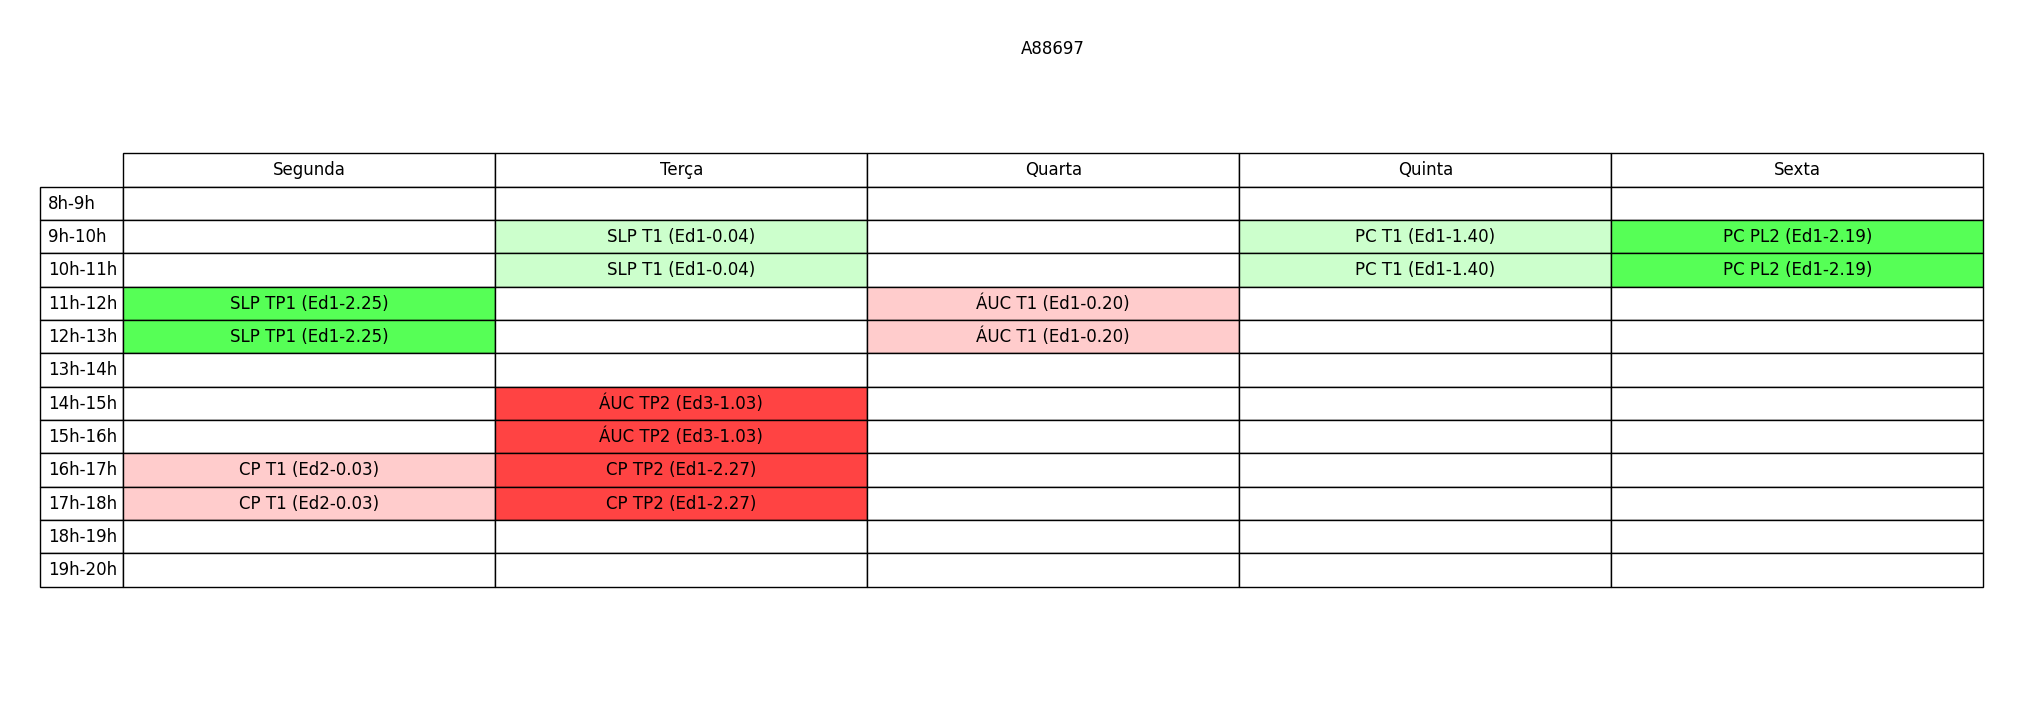 A88697
Segunda Terça Quarta Quinta Sexta
8h-9h
9h-10h SLP T1 (Ed1-0.04) PC T1 (Ed1-1.40) PC PL2 (Ed1-2.19)
10h-11h SLP T1 (Ed1-0.04) PC T1 (Ed1-1.40) PC PL2 (Ed1-2.19)
11h-12h SLP TP1 (Ed1-2.25) ÁUC T1 (Ed1-0.20)
12h-13h SLP TP1 (Ed1-2.25) ÁUC T1 (Ed1-0.20)
13h-14h
14h-15h ÁUC TP2 (Ed3-1.03)
15h-16h ÁUC TP2 (Ed3-1.03)
16h-17h CP T1 (Ed2-0.03) CP TP2 (Ed1-2.27)
17h-18h CP T1 (Ed2-0.03) CP TP2 (Ed1-2.27)
18h-19h
19h-20h